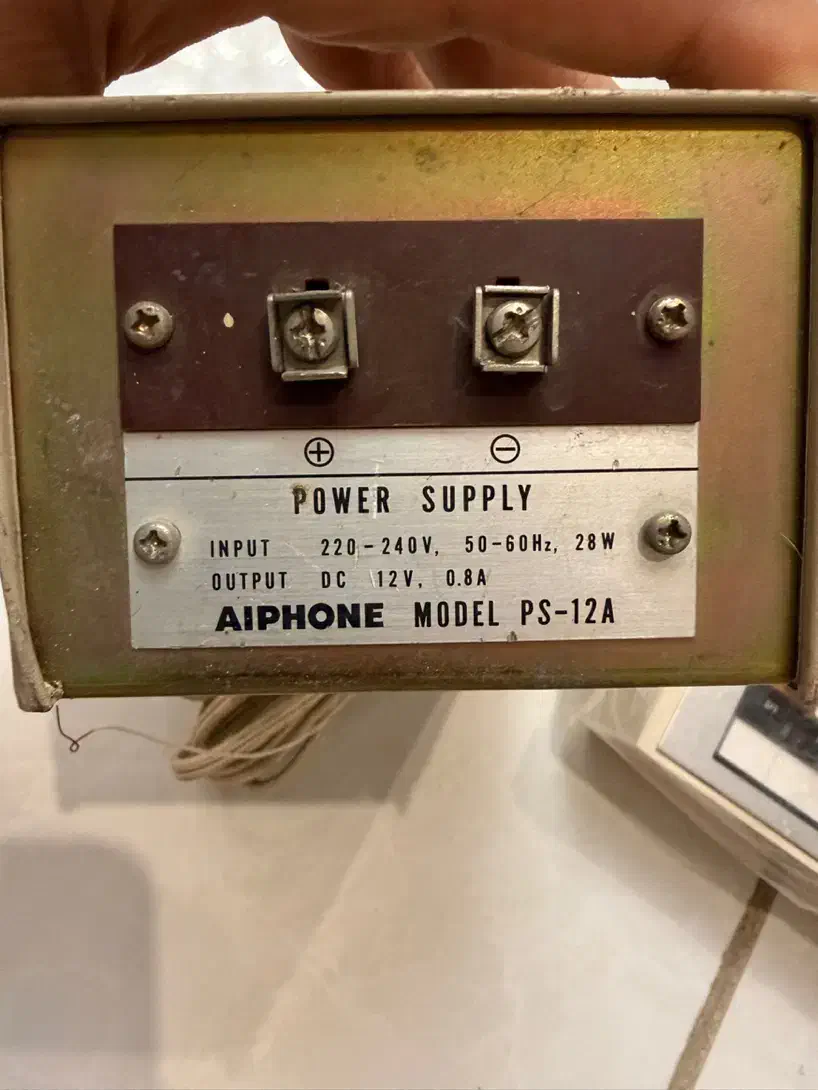 ⊕ ⊖
POWER SUPPLY
INPUT 220-240V, 50-60Hz, 28W
OUTPUT DC 12V, 0.8A
AIPHONE MODEL PS-12A